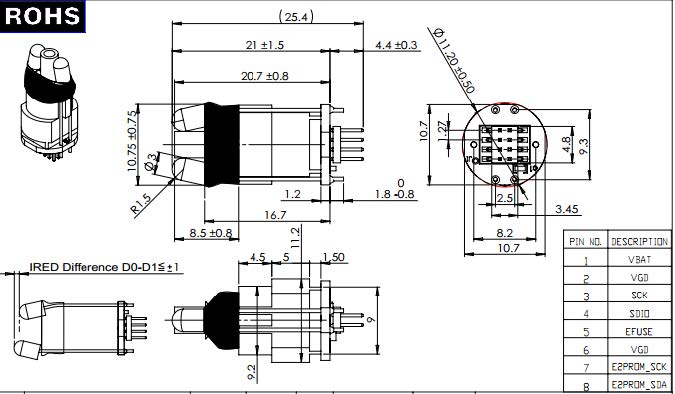 ROHS
(25.4)
21 ±1.5
4.4 ±0.3
20.7 ±0.8
Ø 11.20 ±0.50
10.75 ±0.75
Ø3
R1.5
1.2
0
1.8 -0.8
16.7
8.5 ±0.8
10.7
1.27
4.8
9.3
2.5
3.45
8.2
10.7
IRED Difference D0-D1≦±1
4.5
5
11.2
1.50
9
9.2
PIN NO. DESCRIPTION
1 VBAT
2 VGD
3 SCK
4 SDIO
5 EFUSE
6 VGD
7 E2PROM_SCK
8 E2PROM_SDA